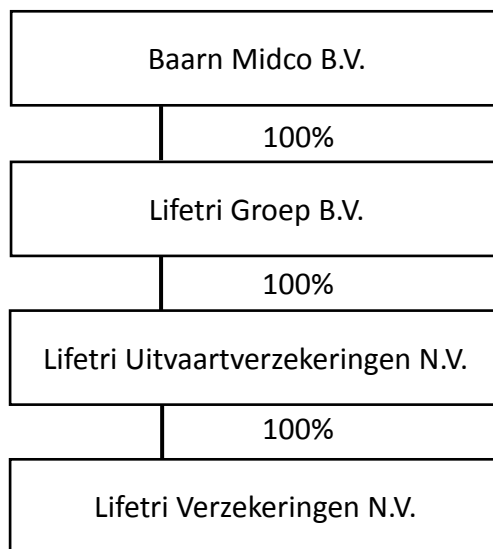 Baarn Midco B.V.
100%
Lifetri Groep B.V.
100%
Lifetri Uitvaartverzekeringen N.V.
100%
Lifetri Verzekeringen N.V.